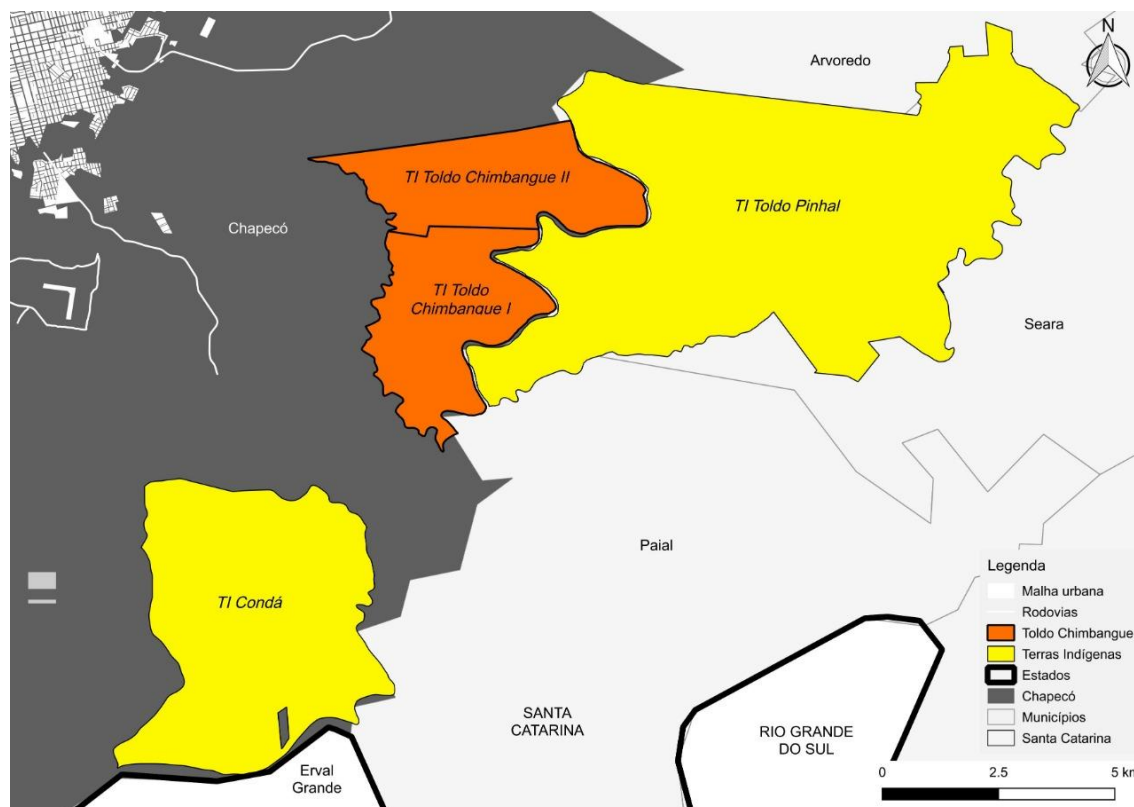 N
Arvoredo
TI Toldo Chimbangue II
TI Toldo Pinhal
Chapecó
TI Toldo
Chimbangue I
Seara
Paial
TI Condá
Legenda
Malha urbana
Rodovias
Toldo Chimbangue
Terras Indígenas
Estados
Chapecó
Municípios
Santa Catarina
SANTA
CATARINA
RIO GRANDE
DO SUL
Erval
Grande
0 2.5 5 km